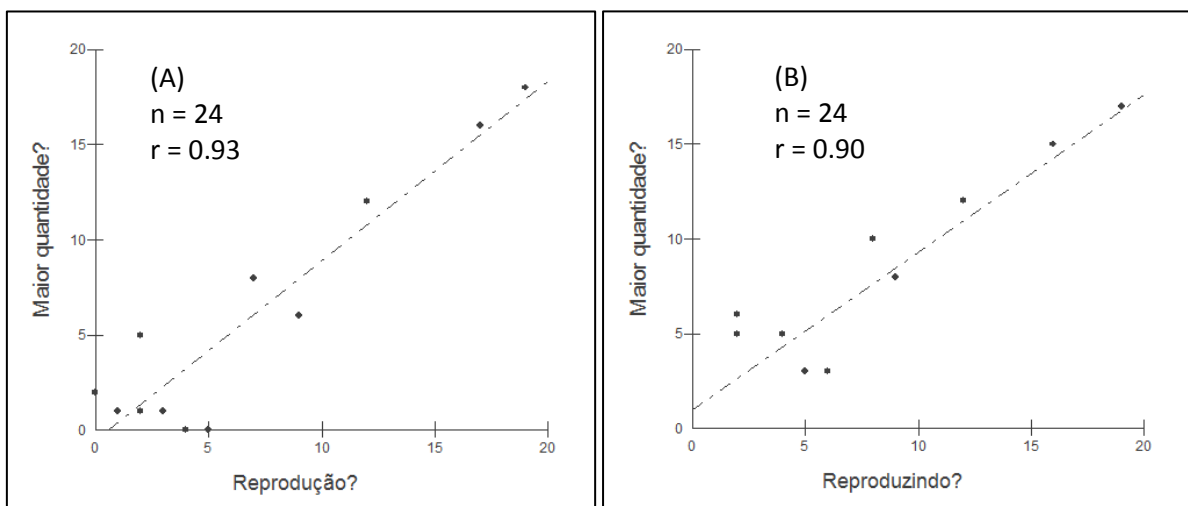 (A)
n = 24
r = 0.93
Maior quantidade?
20
15
10
5
0
0 5 10 15 20
Reprodução?
(B)
n = 24
r = 0.90
Maior quantidade?
20
15
10
5
0
0 5 10 15 20
Reproduzindo?